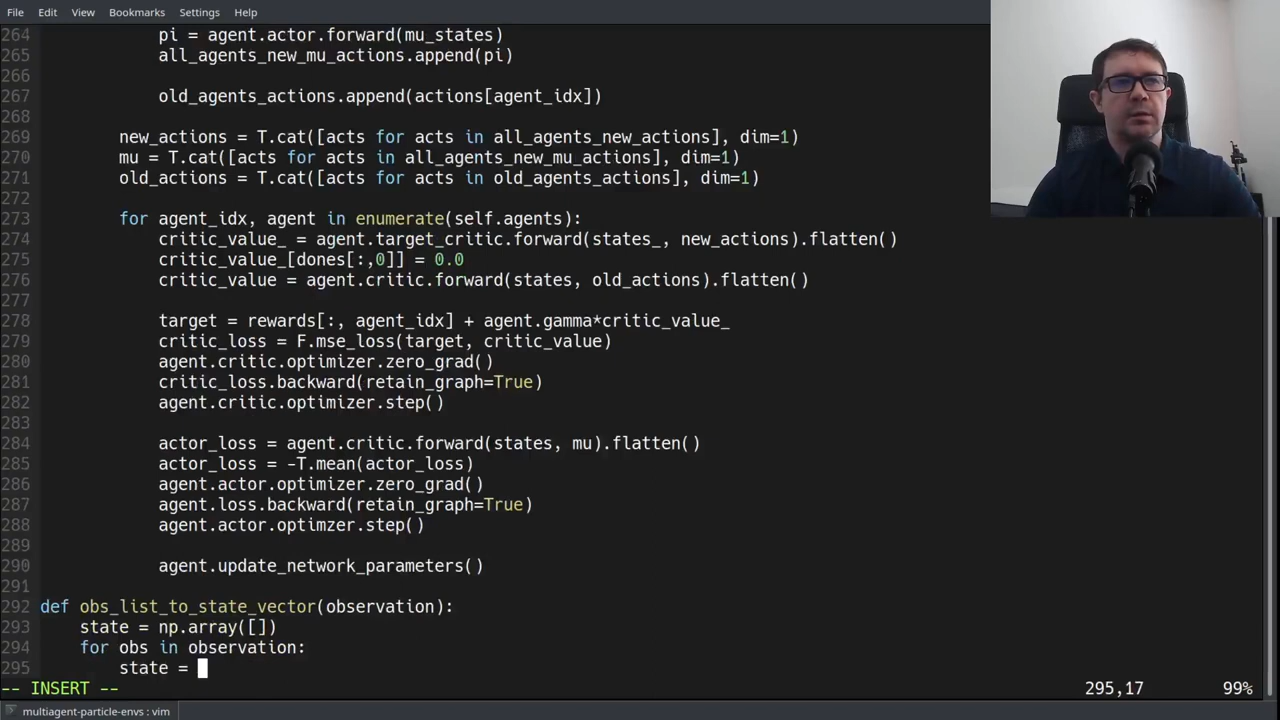 File Edit View Bookmarks Settings Help
264 pi = agent.actor.forward(mu_states)
265 all_agents_new_mu_actions.append(pi)
266
267 old_agents_actions.append(actions[agent_idx])
268
269 new_actions = T.cat([acts for acts in all_agents_new_actions], dim=1)
270 mu = T.cat([acts for acts in all_agents_new_mu_actions], dim=1)
271 old_actions = T.cat([acts for acts in old_agents_actions], dim=1)
272
273 for agent_idx, agent in enumerate(self.agents):
274 critic_value_ = agent.target_critic.forward(states_, new_actions).flatten()
275 critic_value_[dones[:,0]] = 0.0
276 critic_value = agent.critic.forward(states, old_actions).flatten()
277
278 target = rewards[:, agent_idx] + agent.gamma*critic_value_
279 critic_loss = F.mse_loss(target, critic_value)
280 agent.critic.optimizer.zero_grad()
281 critic_loss.backward(retain_graph=True)
282 agent.critic.optimizer.step()
283
284 actor_loss = agent.critic.forward(states, mu).flatten()
285 actor_loss = -T.mean(actor_loss)
286 agent.actor.optimizer.zero_grad()
287 agent.loss.backward(retain_graph=True)
288 agent.actor.optimzer.step()
289
290 agent.update_network_parameters()
291
292 def obs_list_to_state_vector(observation):
293 state = np.array([])
294 for obs in observation:
295 state =
-- INSERT -- 295,17 99%
multiagent-particle-envs : vim